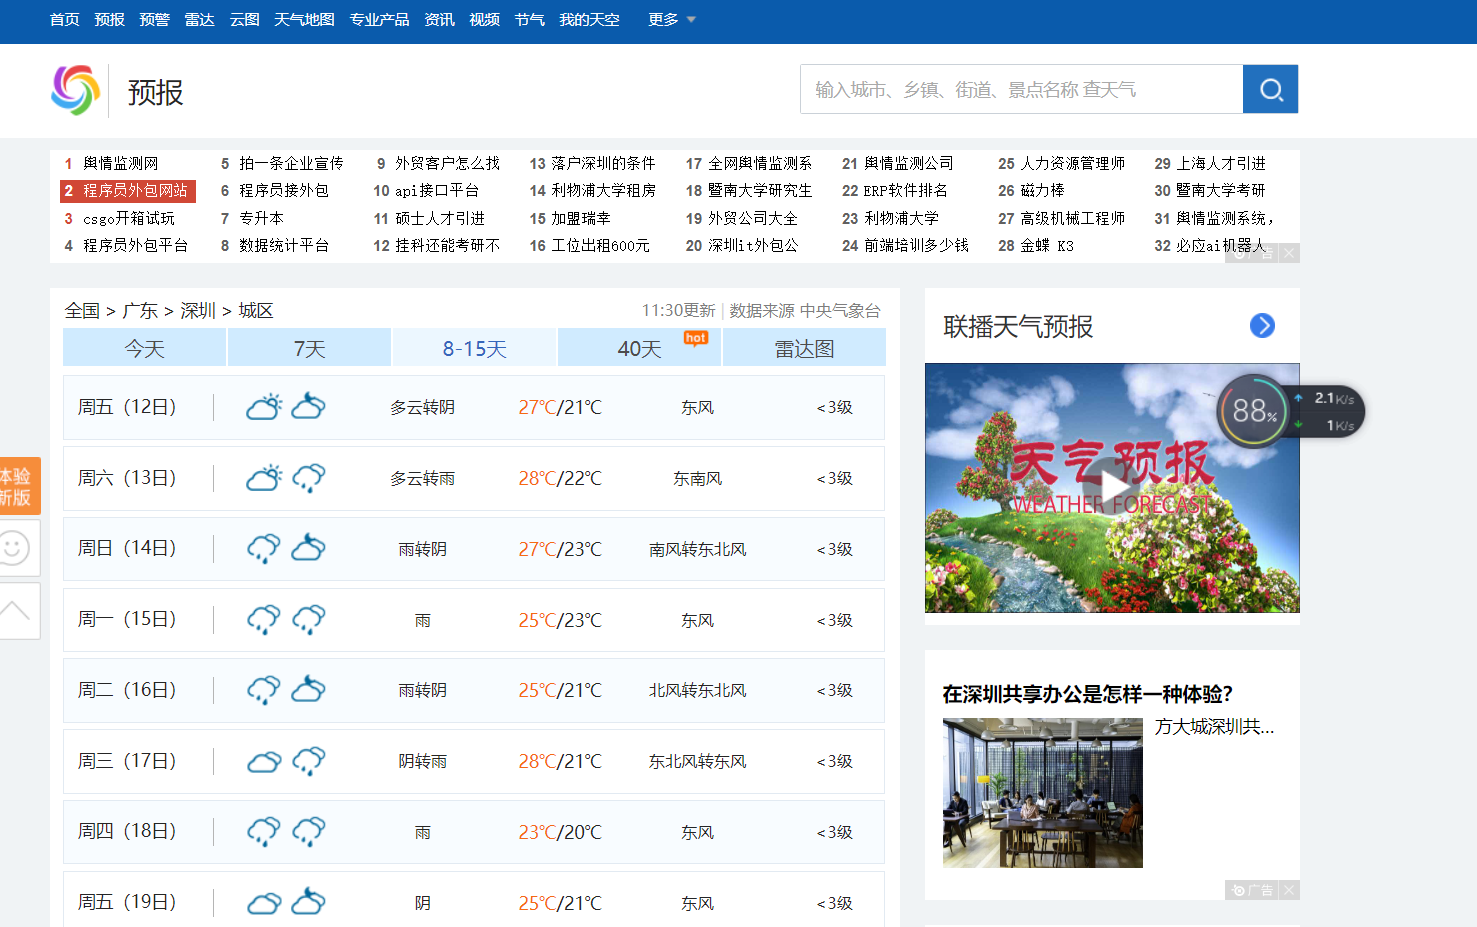 首页 预报 预警 雷达 云图 天气地图 专业产品 资讯 视频 节气 我的天空 更多
预报
输入城市、乡镇、街道、景点名称 查天气
1 舆情监测网 5 拍一条企业宣传 9 外贸客户怎么找 13 落户深圳的条件 17 全网舆情监测系 21 舆情监测公司 25 人力资源管理师 29 上海人才引进
2 程序员外包网站 6 程序员接外包 10 api接口平台 14 利物浦大学租房 18 暨南大学研究生 22 ERP软件排名 26 磁力棒 30 暨南大学考研
3 csgo开箱试玩 7 专升本 11 硕士人才引进 15 加盟瑞幸 19 外贸公司大全 23 利物浦大学 27 高级机械工程师 31 舆情监测系统,
4 程序员外包平台 8 数据统计平台 12 挂科还能考研不 16 工位出租600元 20 深圳it外包公 24 前端培训多少钱 28 金蝶 K3 32 必应ai机器人
广告
全国 > 广东 > 深圳 > 城区 11:30更新 | 数据来源 中央气象台
今天 7天 8-15天 40天 hot 雷达图
周五（12日） 多云转阴 27℃/21℃ 东风 <3级
周六（13日） 多云转雨 28℃/22℃ 东南风 <3级
周日（14日） 雨转阴 27℃/23℃ 南风转东北风 <3级
周一（15日） 雨 25℃/23℃ 东风 <3级
周二（16日） 雨转阴 25℃/21℃ 北风转东北风 <3级
周三（17日） 阴转雨 28℃/21℃ 东北风转东风 <3级
周四（18日） 雨 23℃/20℃ 东风 <3级
周五（19日） 阴 25℃/21℃ 东风 <3级
体验
新版
联播天气预报
88%
2.1K/s
1K/s
天气预报
WEATHER FORECAST
在深圳共享办公是怎样一种体验?
方大城深圳共...
广告